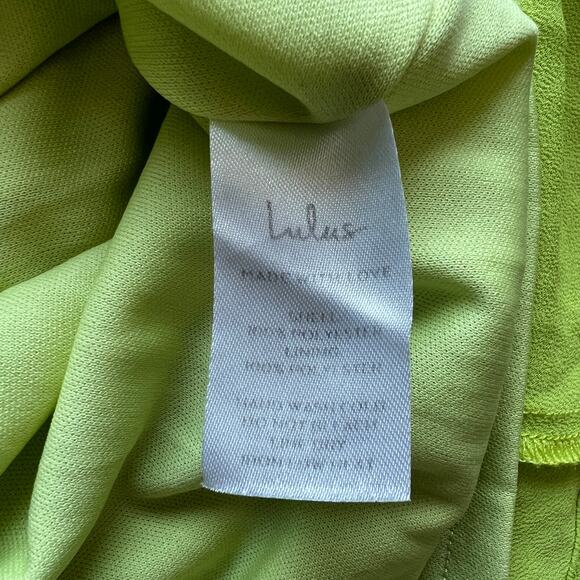 Lulus
MADE WITH LOVE
SHELL
100% POLYESTER
LINING
100% POLYESTER
HAND WASH COLD
DO NOT BLEACH
LINE DRY
IRON LOW HEAT